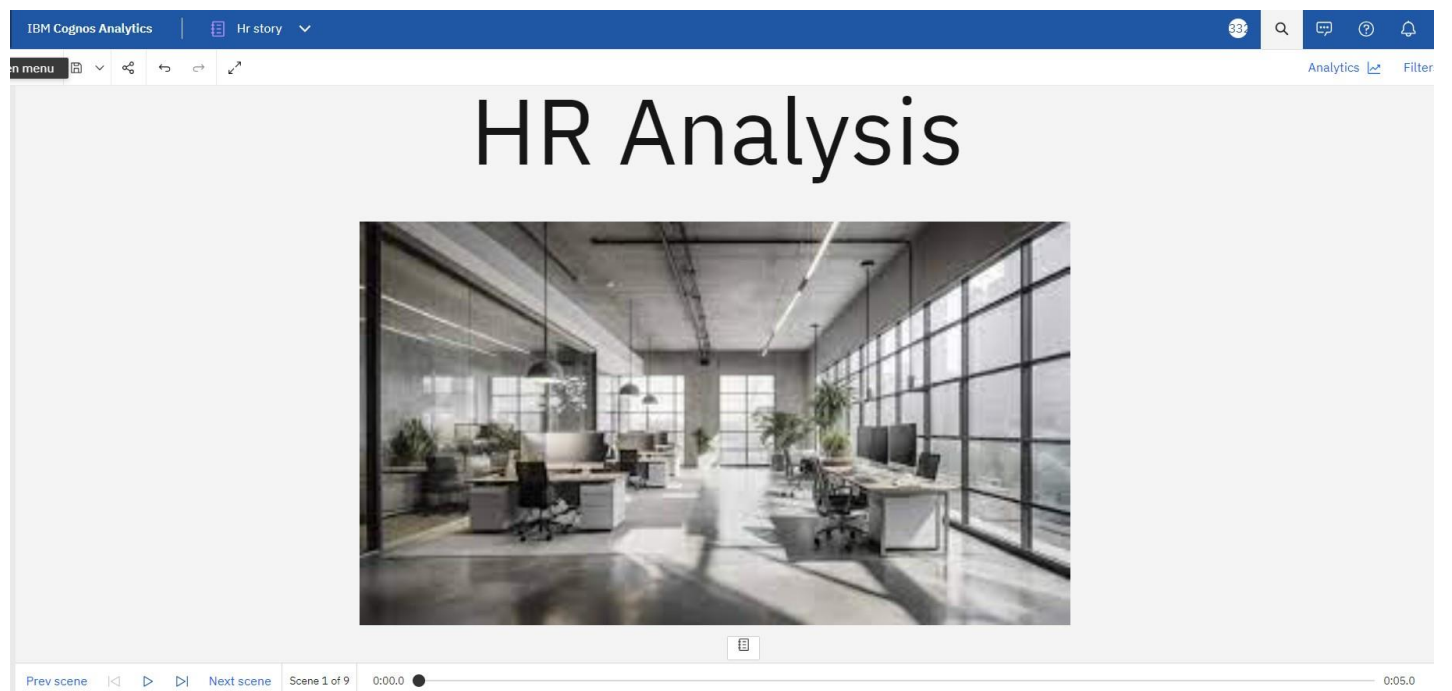 IBM Cognos Analytics Hr story 332
en menu Analytics Filter
HR Analysis
Prev scene Next scene Scene 1 of 9 0:00.0 0:05.0